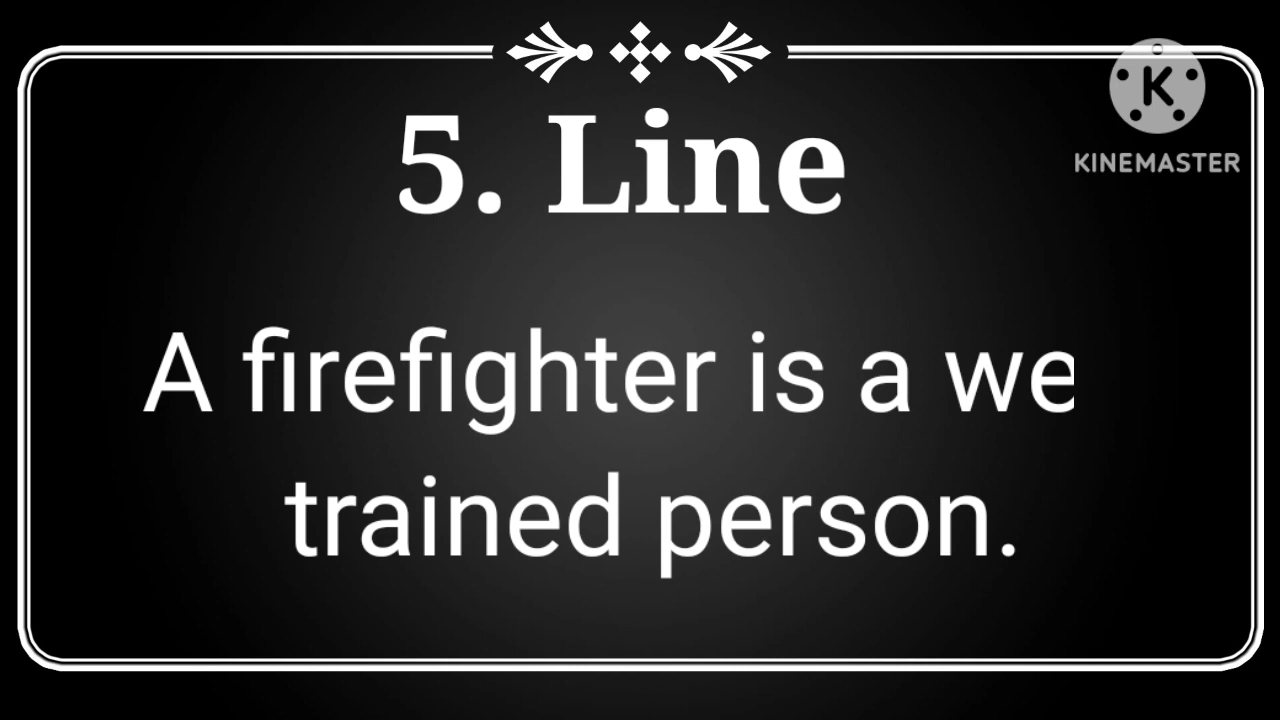 5. Line
K
KINEMASTER
A firefighter is a we
trained person.